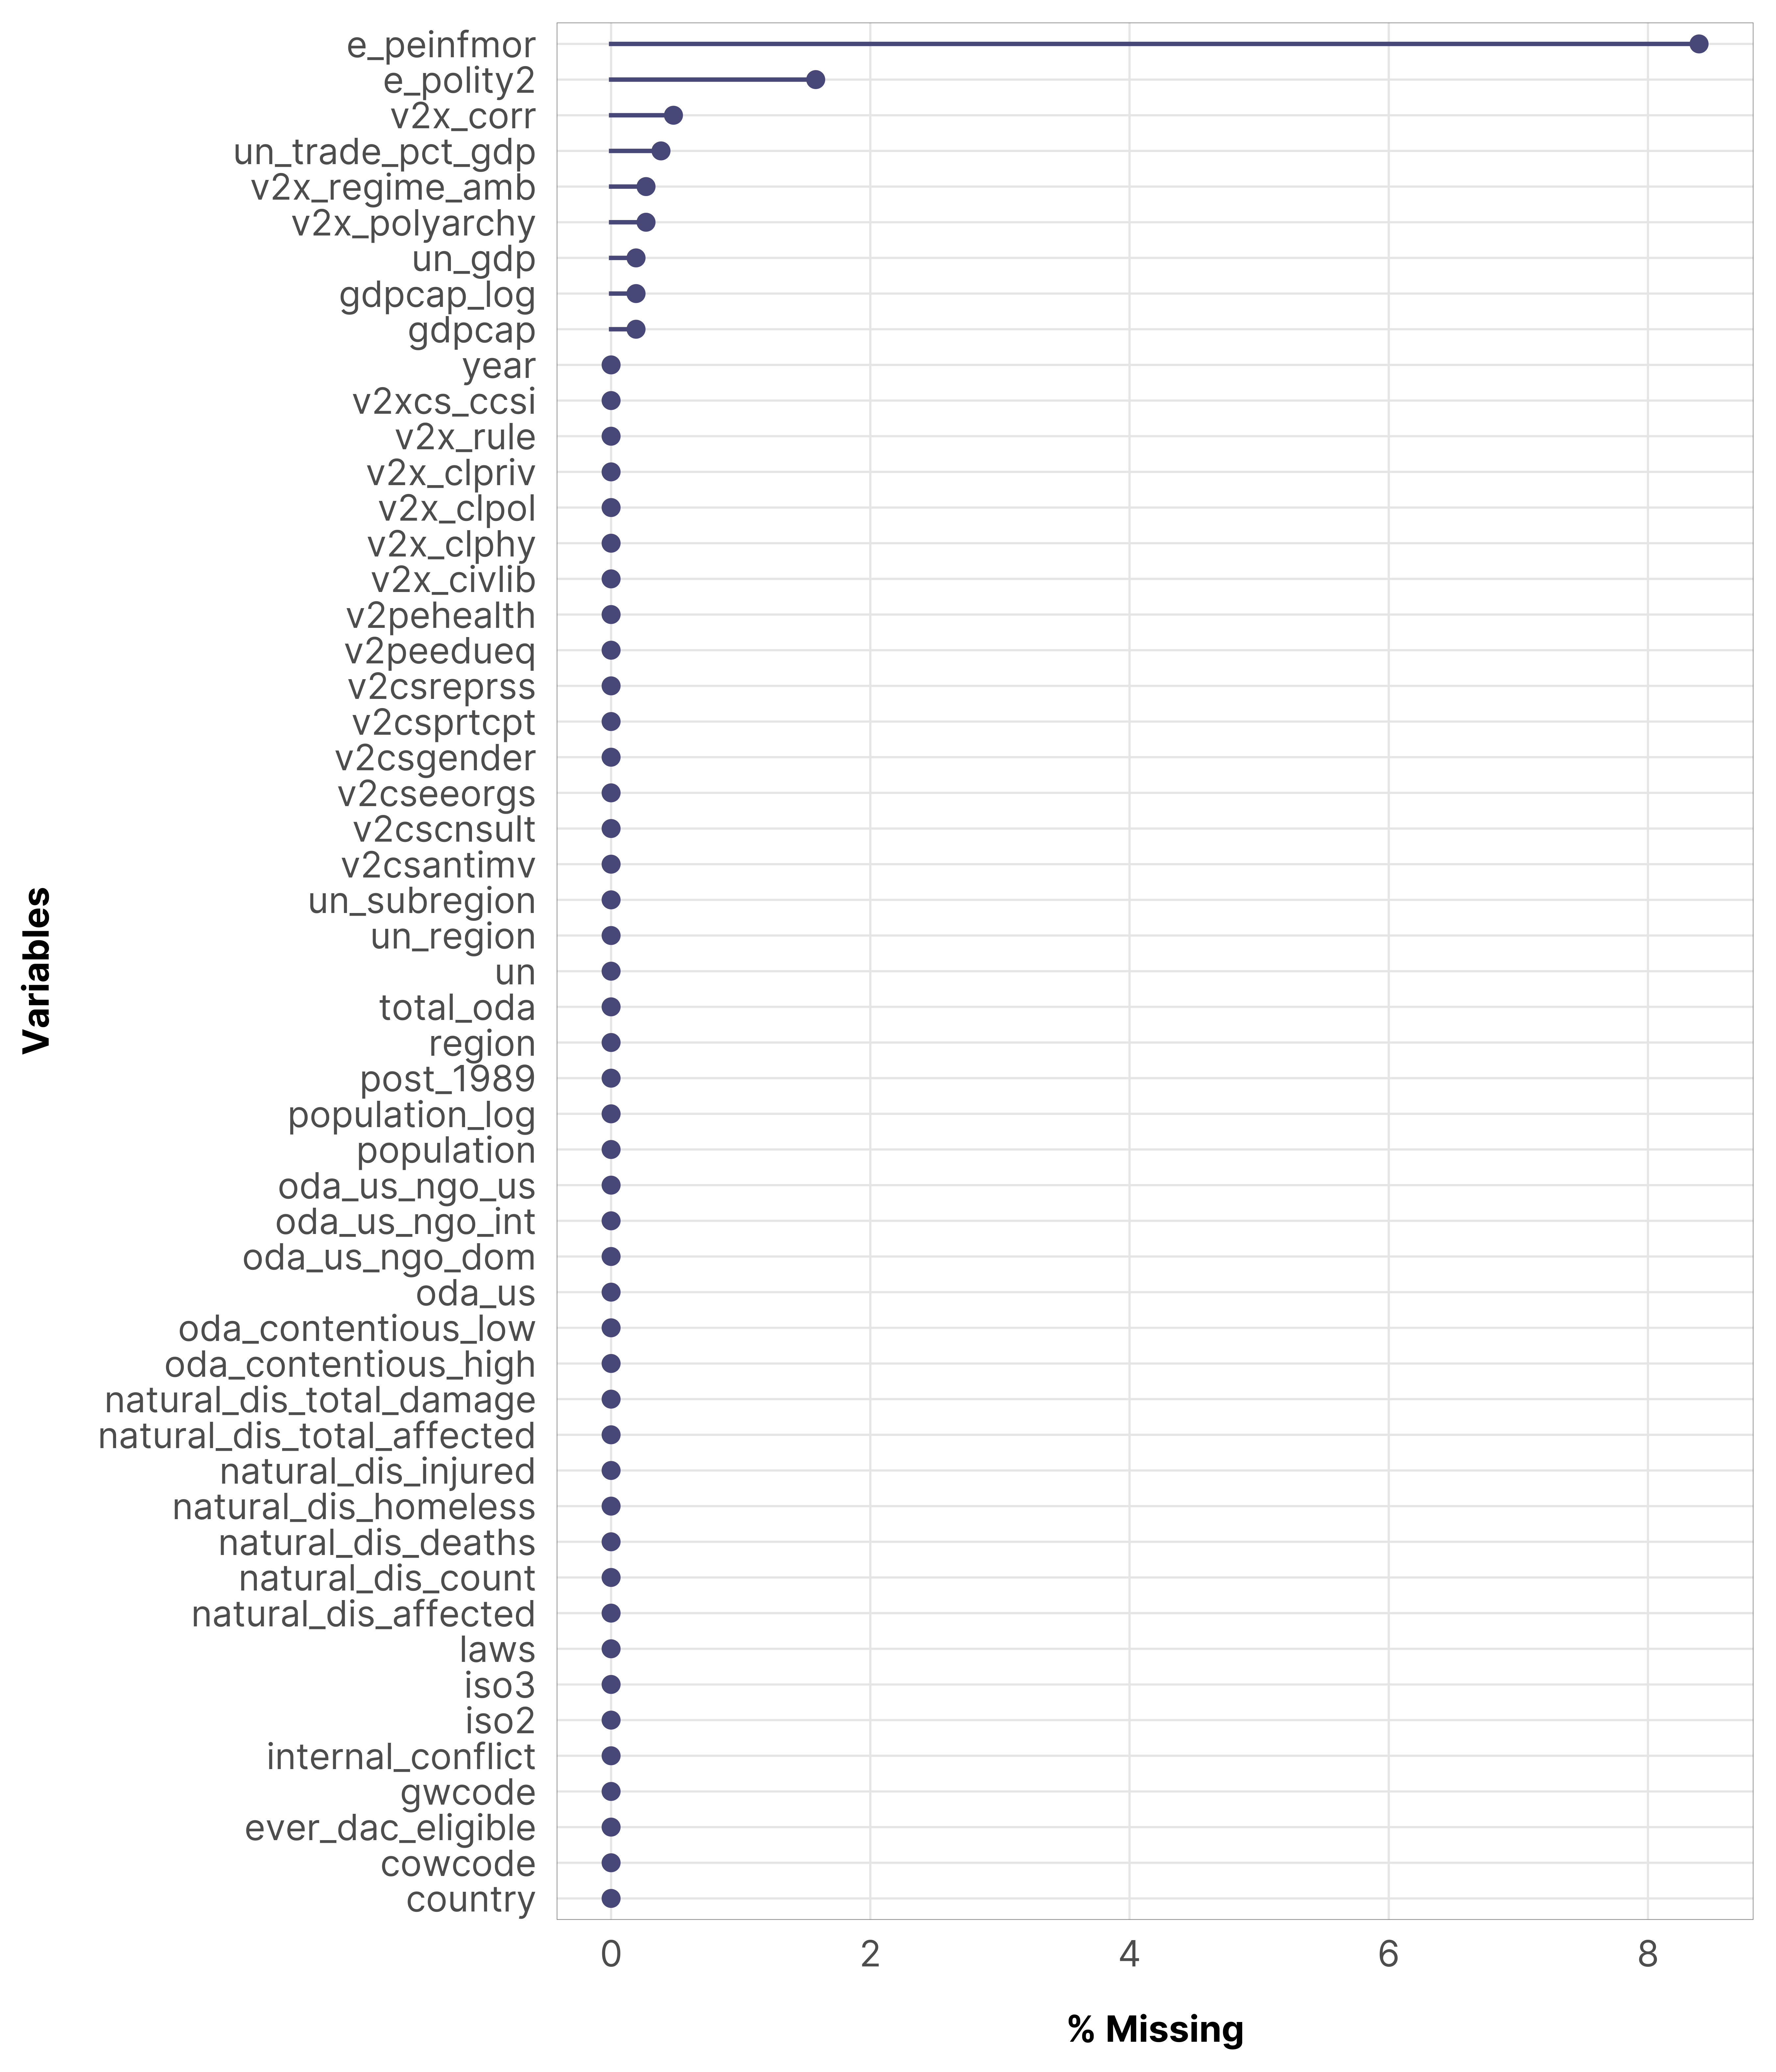 e_peinfmor
e_polity2
v2x_corr
un_trade_pct_gdp
v2x_regime_amb
v2x_polyarchy
un_gdp
gdpcap_log
gdpcap
year
v2xcs_ccsi
v2x_rule
v2x_clpriv
v2x_clpol
v2x_clphy
v2x_civlib
v2pehealth
v2peedueq
v2csreprss
v2csprtcpt
v2csgender
v2cseeorgs
v2cscnsult
v2csantimv
un_subregion
un_region
un
total_oda
region
post_1989
population_log
population
oda_us_ngo_us
oda_us_ngo_int
oda_us_ngo_dom
oda_us
oda_contentious_low
oda_contentious_high
natural_dis_total_damage
natural_dis_total_affected
natural_dis_injured
natural_dis_homeless
natural_dis_deaths
natural_dis_count
natural_dis_affected
laws
iso3
iso2
internal_conflict
gwcode
ever_dac_eligible
cowcode
country
Variables
0 2 4 6 8
% Missing